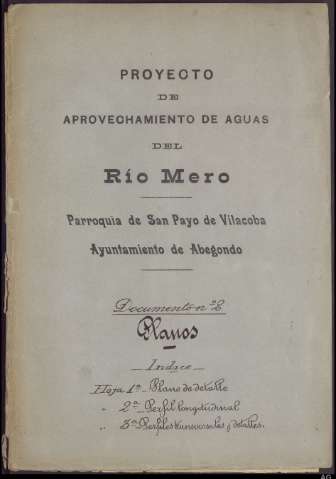 PROYECTO
DE
APROVECHAMIENTO DE AGUAS
DEL
Río Mero
Parroquia de San Payo de Vilacoba
Ayuntamiento de Abegondo
Documento nº 2
Planos
Indice
Hoja 1ª Plano de detalle
" 2ª Perfil longitudinal
" 3ª Perfiles transversales y detalles.
AG